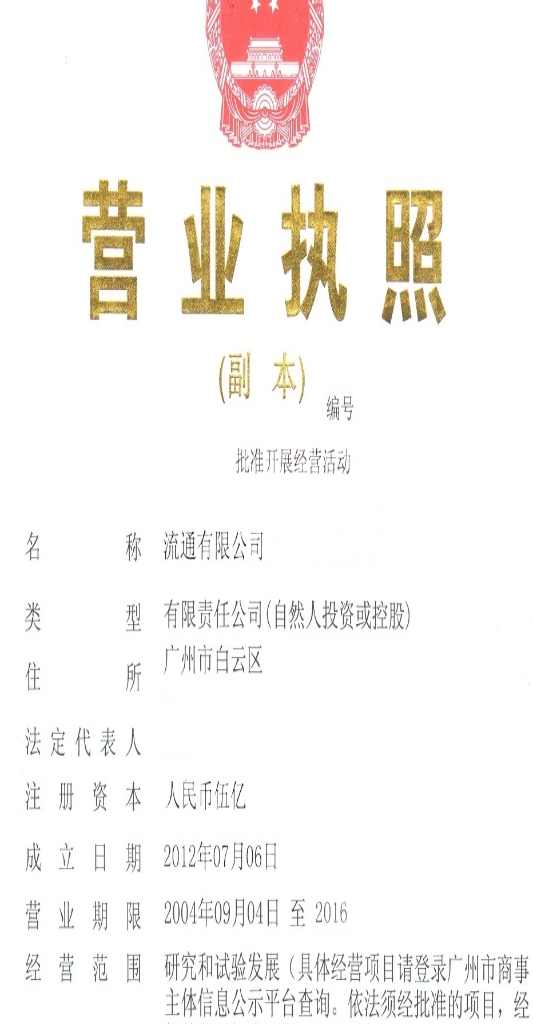 营业执照
(副 本)
编号
批准开展经营活动
名 称 流通有限公司
类 型 有限责任公司(自然人投资或控股)
住 所 广州市白云区
法定代表人
注册资本 人民币伍亿
成立日期 2012年07月06日
营业期限 2004年09月04日 至 2016
经营范围 研究和试验发展（具体经营项目请登录广州市商事
主体信息公示平台查询。依法须经批准的项目，经